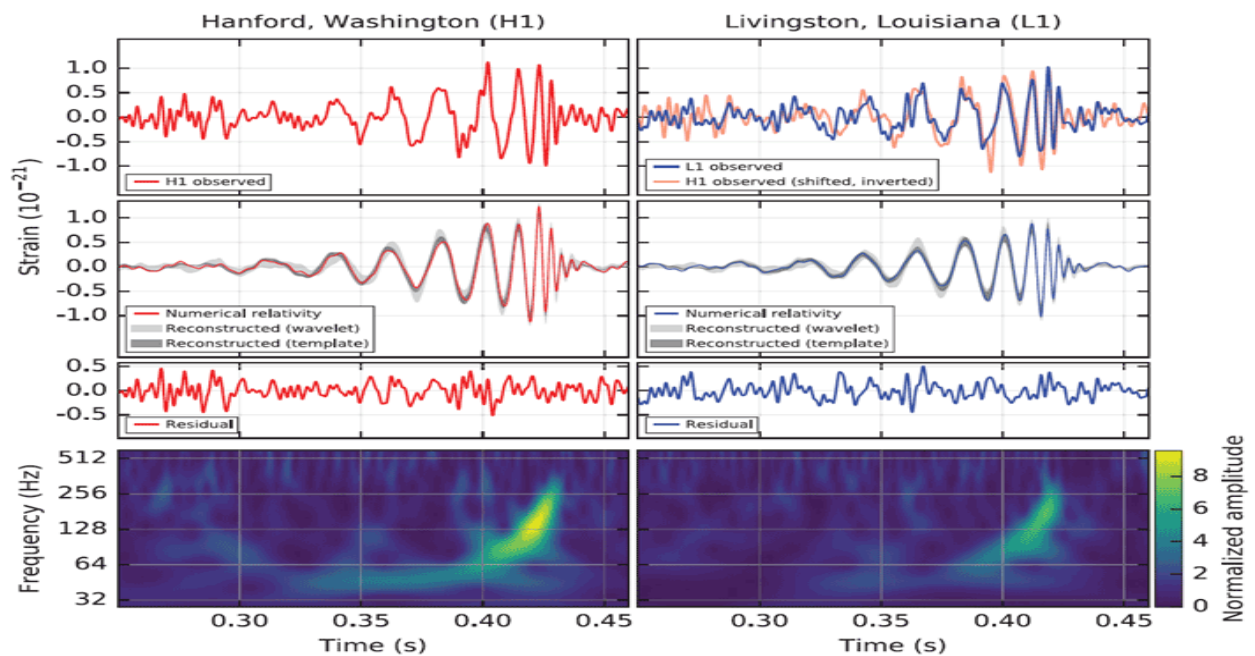 Hanford, Washington (H1)
Livingston, Louisiana (L1)
Strain (10⁻²¹)
1.0
0.5
0.0
-0.5
-1.0
H1 observed
L1 observed
H1 observed (shifted, inverted)
1.0
0.5
0.0
-0.5
-1.0
Numerical relativity
Reconstructed (wavelet)
Reconstructed (template)
Numerical relativity
Reconstructed (wavelet)
Reconstructed (template)
0.5
0.0
-0.5
Residual
Residual
Frequency (Hz)
512
256
128
64
32
Normalized amplitude
8
6
4
2
0
0.30 0.35 0.40 0.45
0.30 0.35 0.40 0.45
Time (s)
Time (s)